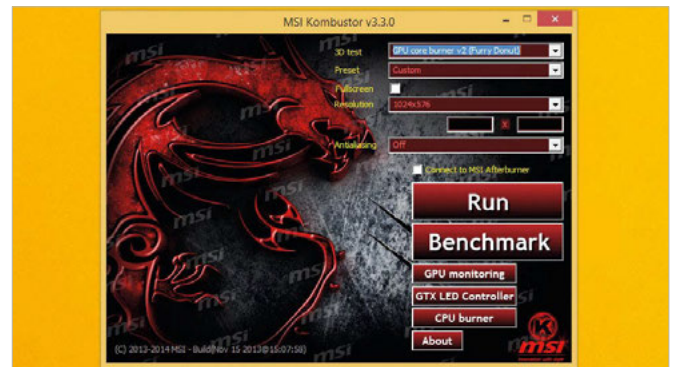 MSI Kombustor v3.3.0
3D test
GPU core burner v2 (Furry Donut)
Preset
Custom
Fullscreen
Resolution
1024x576
X
Antialiasing
Off
Connect to MSI Afterburner
Run
Benchmark
GPU monitoring
GTX LED Controller
CPU burner
About
(C) 2013-2014 MSI - Build(Nov 15 2013@15:07:58)
msi